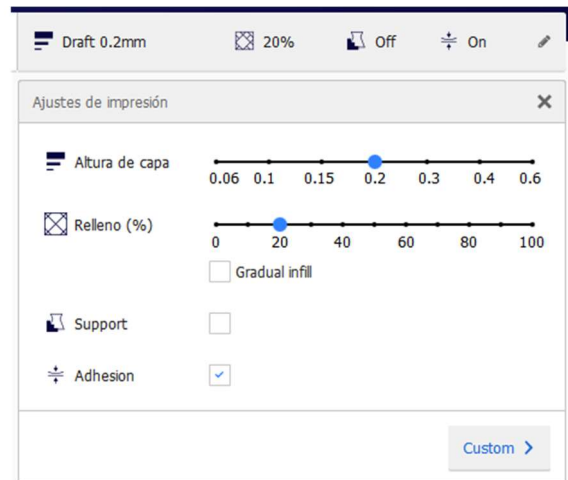 Draft 0.2mm 20% Off On
Ajustes de impresión
Altura de capa
0.06 0.1 0.15 0.2 0.3 0.4 0.6
Relleno (%)
0 20 40 60 80 100
Gradual infill
Support
Adhesion
Custom